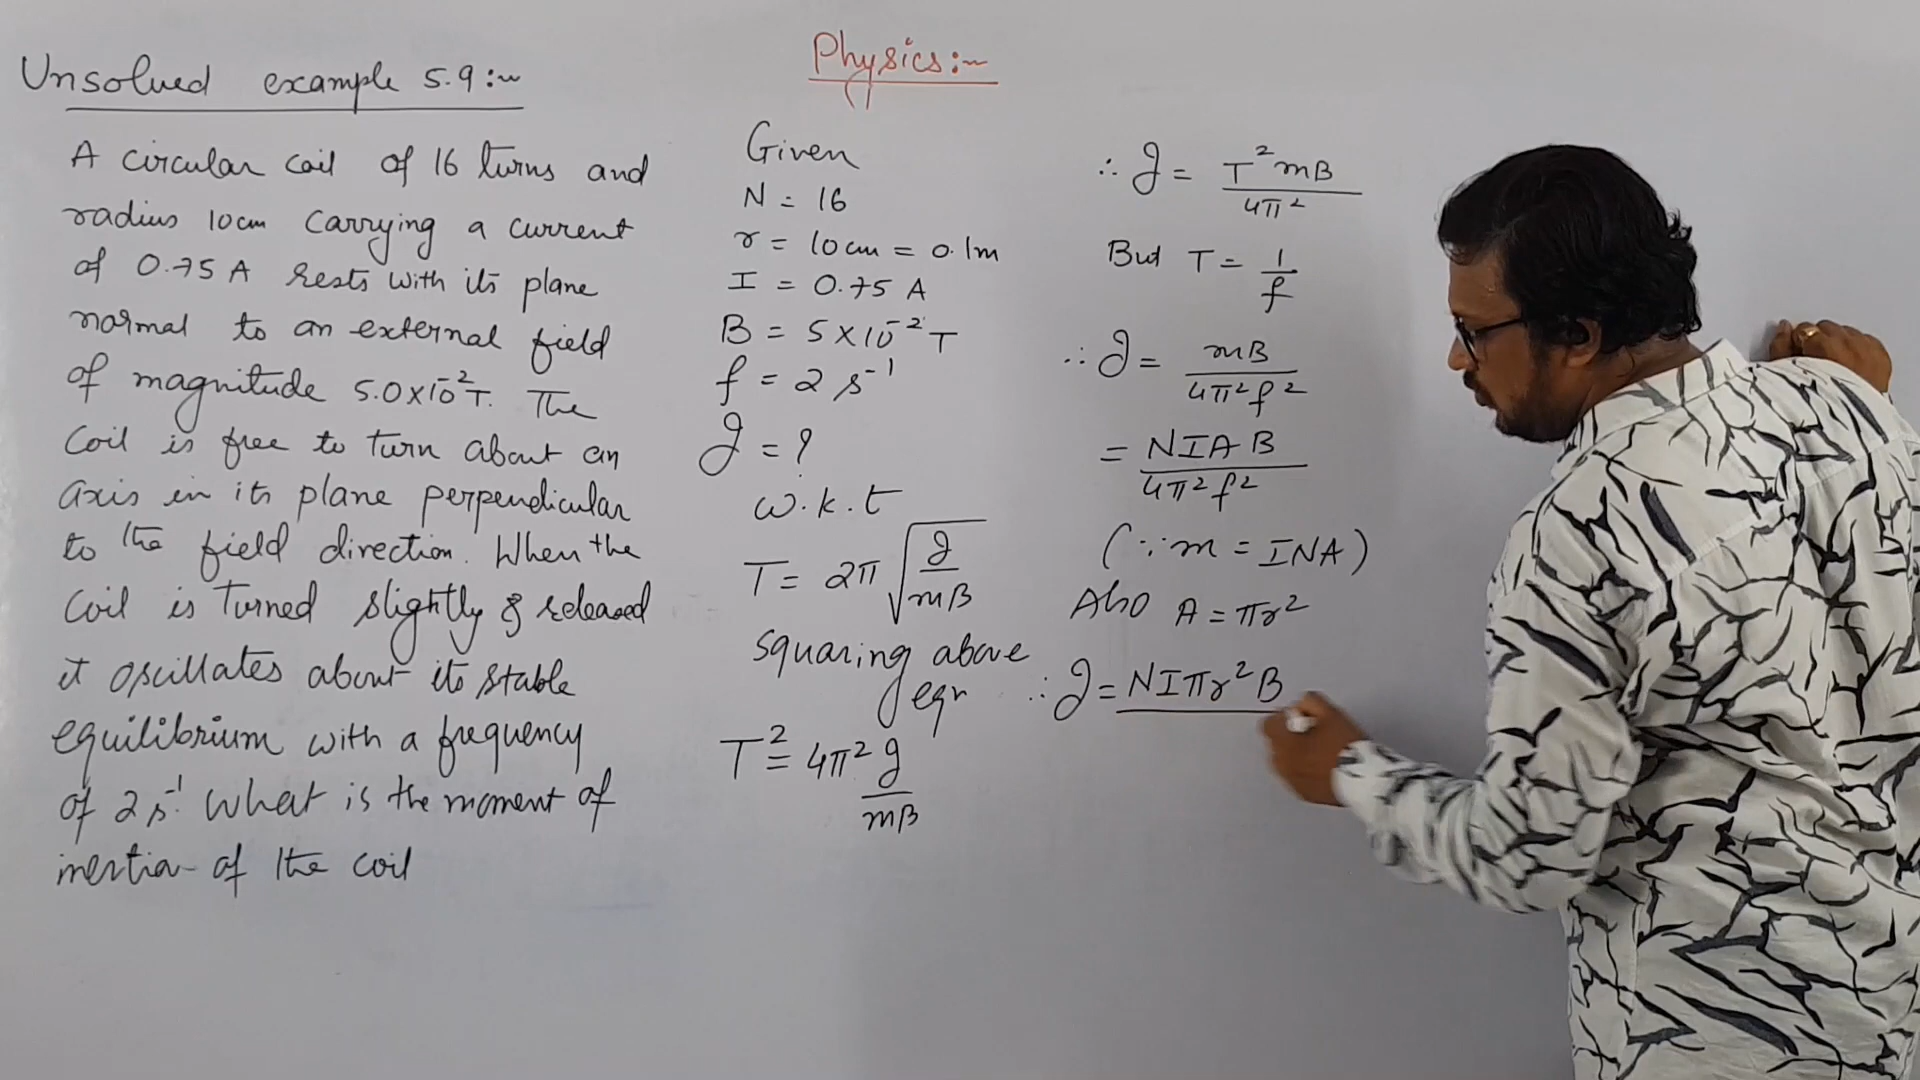 Physics:~
Unsolved example 5.9:~
A circular coil of 16 turns and
radius 10cm carrying a current
of 0.75 A rests with its plane
normal to an external field
of magnitude 5.0×10⁻²T. The
coil is free to turn about an
axis in its plane perpendicular
to the field direction. When the
coil is turned slightly & released
it oscillates about its stable
equilibrium with a frequency
of 2 s⁻¹. What is the moment of
inertia of the coil
Given
N = 16
r = 10cm = 0.1m
I = 0.75 A
B = 5×10⁻² T
f = 2 s⁻¹
J = ?
w.k.t
T = 2π √(J/mB)
Squaring above
eqn
T² = 4π² J/mB
∴ J = T²mB/4π²
But T = 1/f
∴ J = mB/4π²f²
= NIAB/4π²f²
(∵ m = INA)
Also A = πr²
∴ J = NIπr²B